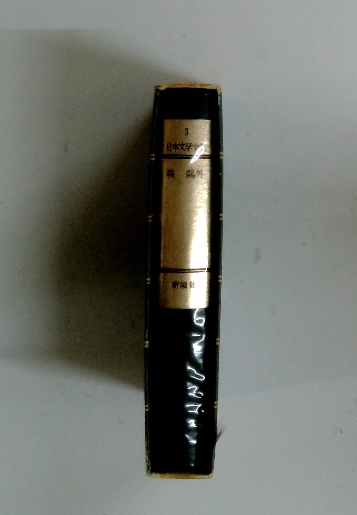 3
日本文学全集
森 鷗外
新潮社